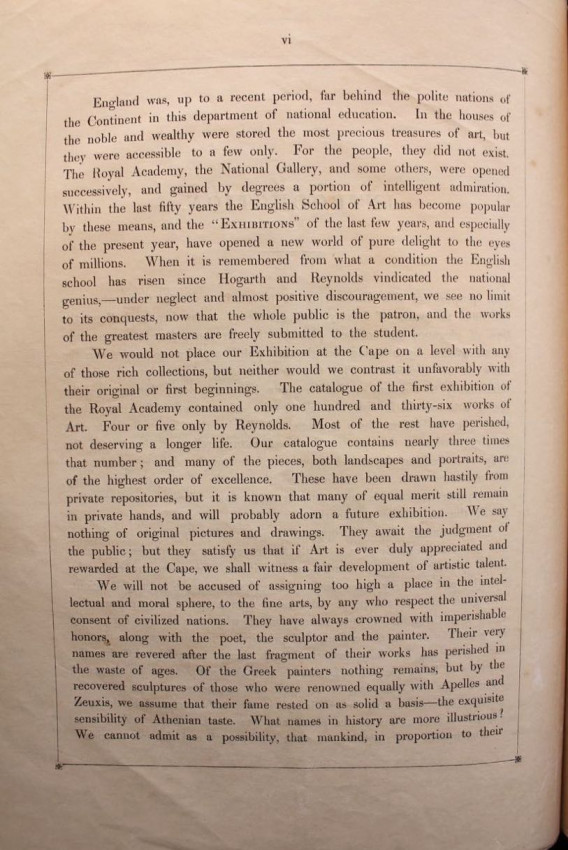 vi
England was, up to a recent period, far behind the polite nations of
the Continent in this department of national education. In the houses of
the noble and wealthy were stored the most precious treasures of art, but
they were accessible to a few only. For the people, they did not exist.
The Royal Academy, the National Gallery, and some others, were opened
successively, and gained by degrees a portion of intelligent admiration.
Within the last fifty years the English School of Art has become popular
by these means, and the "EXHIBITIONS" of the last few years, and especially
of the present year, have opened a new world of pure delight to the eyes
of millions. When it is remembered from what a condition the English
school has risen since Hogarth and Reynolds vindicated the national
genius,—under neglect and almost positive discouragement, we see no limit
to its conquests, now that the whole public is the patron, and the works
of the greatest masters are freely submitted to the student.
We would not place our Exhibition at the Cape on a level with any
of those rich collections, but neither would we contrast it unfavorably with
their original or first beginnings. The catalogue of the first exhibition of
the Royal Academy contained only one hundred and thirty-six works of
Art. Four or five only by Reynolds. Most of the rest have perished,
not deserving a longer life. Our catalogue contains nearly three times
that number; and many of the pieces, both landscapes and portraits, are
of the highest order of excellence. These have been drawn hastily from
private repositories, but it is known that many of equal merit still remain
in private hands, and will probably adorn a future exhibition. We say
nothing of original pictures and drawings. They await the judgment of
the public; but they satisfy us that if Art is ever duly appreciated and
rewarded at the Cape, we shall witness a fair development of artistic talent.
We will not be accused of assigning too high a place in the intel-
lectual and moral sphere, to the fine arts, by any who respect the universal
consent of civilized nations. They have always crowned with imperishable
honors, along with the poet, the sculptor and the painter. Their very
names are revered after the last fragment of their works has perished in
the waste of ages. Of the Greek painters nothing remains, but by the
recovered sculptures of those who were renowned equally with Apelles and
Zeuxis, we assume that their fame rested on as solid a basis—the exquisite
sensibility of Athenian taste. What names in history are more illustrious?
We cannot admit as a possibility, that mankind, in proportion to their